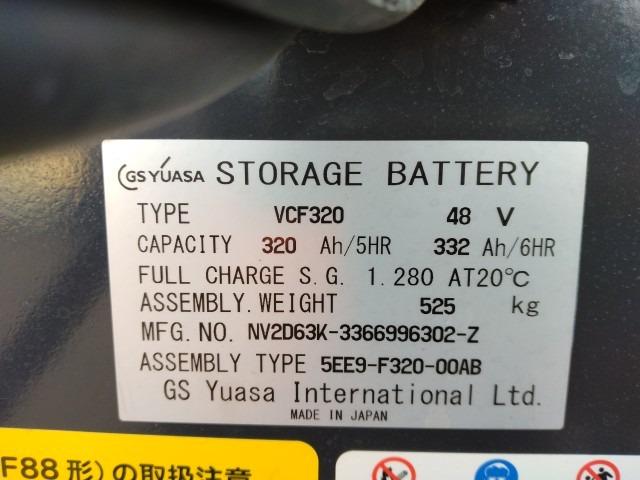 GS YUASA STORAGE BATTERY
TYPE VCF320 48 V
CAPACITY 320 Ah/5HR 332 Ah/6HR
FULL CHARGE S.G. 1.280 AT20℃
ASSEMBLY.WEIGHT 525 kg
MFG.NO. NV2D63K-3366996302-Z
ASSEMBLY TYPE 5EE9-F320-00AB
GS Yuasa International Ltd.
MADE IN JAPAN
F88形)の取扱注意